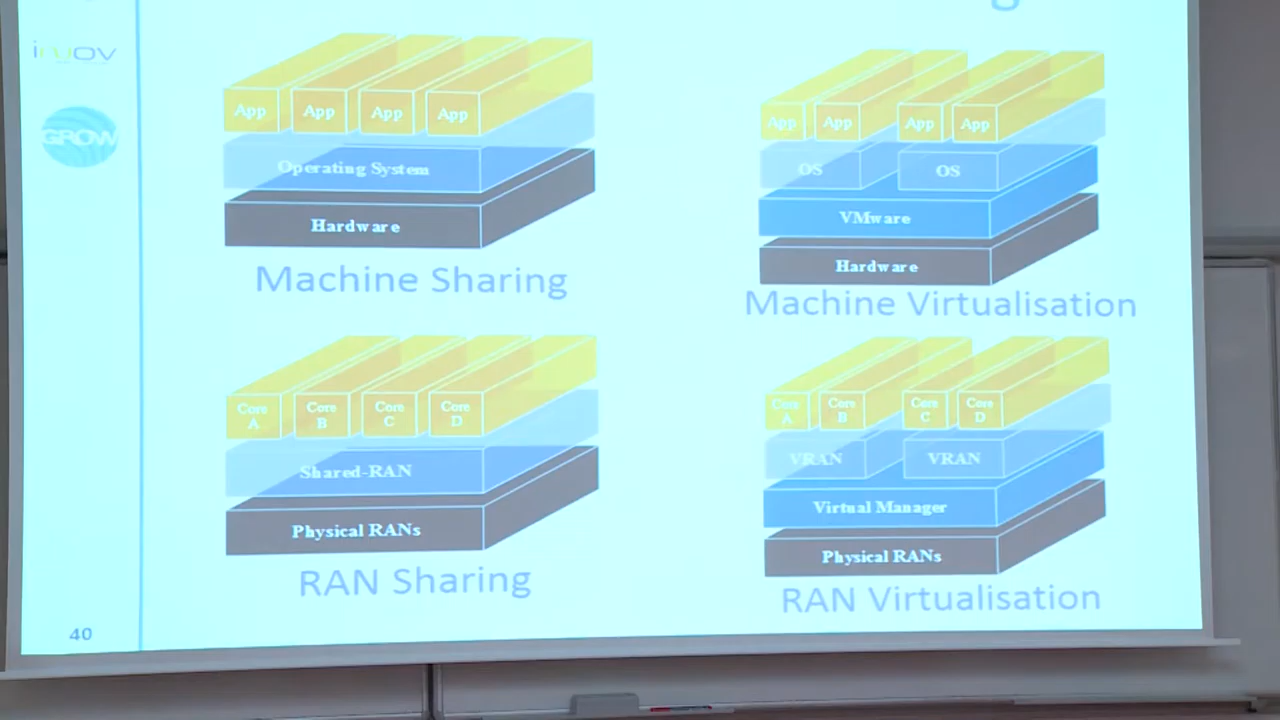 GROW
App App App App
Operating System
Hardware
Machine Sharing
App App App App
OS OS
VMware
Hardware
Machine Virtualisation
Core A Core B Core C Core D
Shared-RAN
Physical RANs
RAN Sharing
Core A Core B Core C Core D
VRAN VRAN
Virtual Manager
Physical RANs
RAN Virtualisation
40